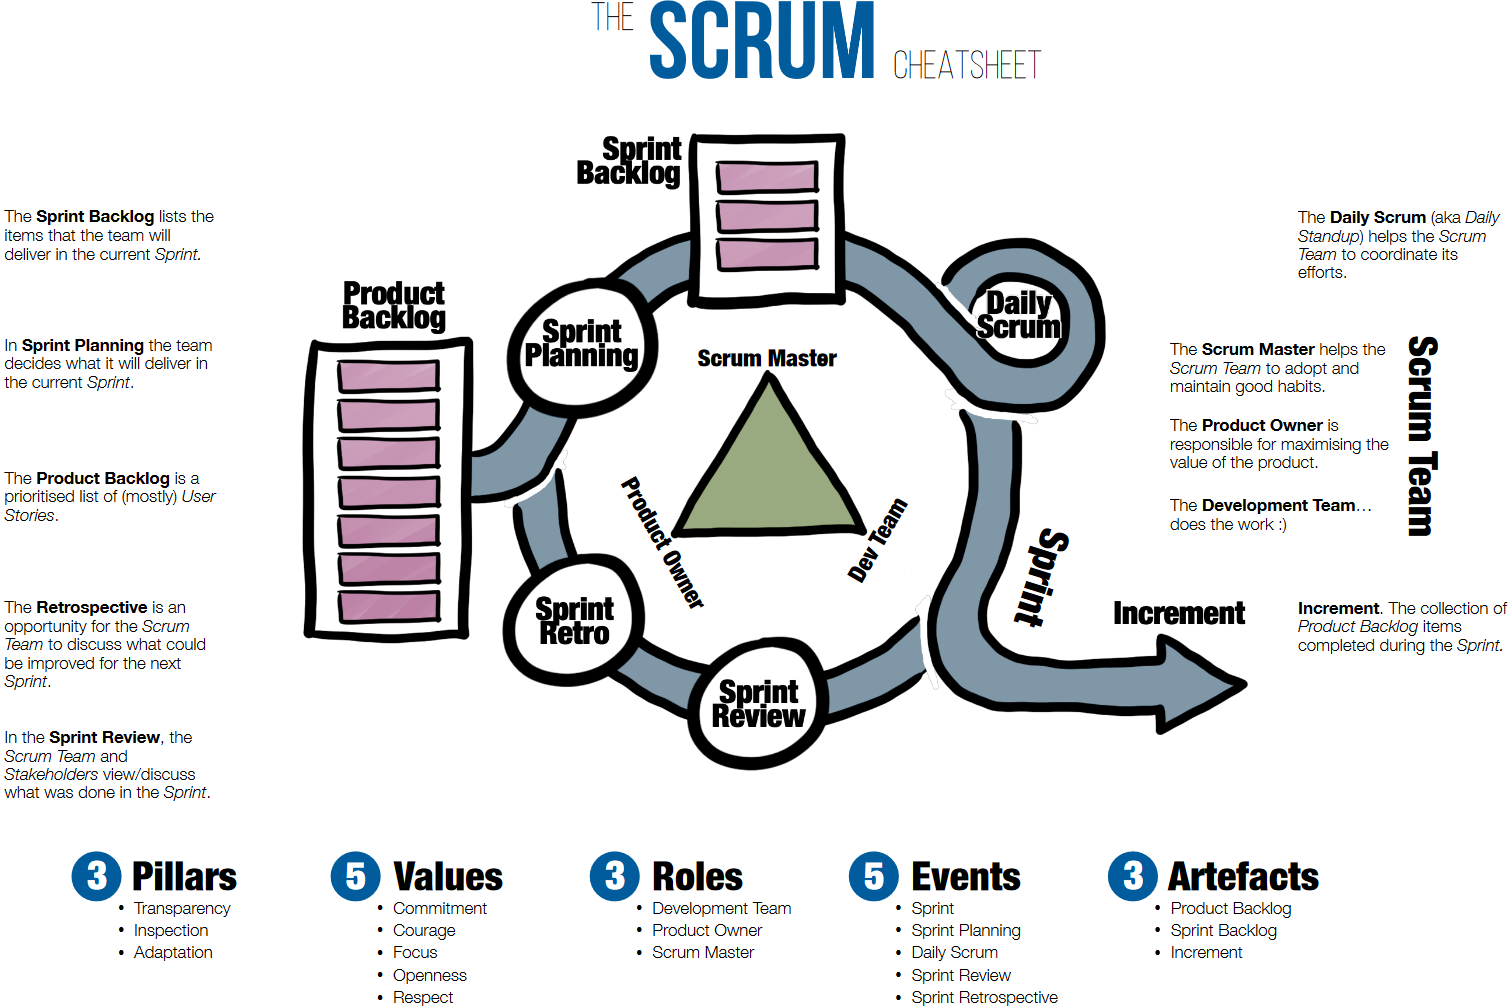 THE SCRUM CHEATSHEET
Sprint
Backlog
The Sprint Backlog lists the
items that the team will
deliver in the current Sprint.
The Daily Scrum (aka Daily
Standup) helps the Scrum
Team to coordinate its
efforts.
Product
Backlog
Sprint
Planning
Daily
Scrum
In Sprint Planning the team
decides what it will deliver in
the current Sprint.
Scrum Master
The Scrum Master helps the
Scrum Team to adopt and
maintain good habits.
The Product Owner is
responsible for maximising the
value of the product.
The Development Team…
does the work :)
Scrum Team
The Product Backlog is a
prioritised list of (mostly) User
Stories.
Product Owner
Dev Team
Sprint
The Retrospective is an
opportunity for the Scrum
Team to discuss what could
be improved for the next
Sprint.
Sprint
Retro
Increment
Increment. The collection of
Product Backlog items
completed during the Sprint.
Sprint
Review
In the Sprint Review, the
Scrum Team and
Stakeholders view/discuss
what was done in the Sprint.
3 Pillars
• Transparency
• Inspection
• Adaptation
5 Values
• Commitment
• Courage
• Focus
• Openness
• Respect
3 Roles
• Development Team
• Product Owner
• Scrum Master
5 Events
• Sprint
• Sprint Planning
• Daily Scrum
• Sprint Review
• Sprint Retrospective
3 Artefacts
• Product Backlog
• Sprint Backlog
• Increment